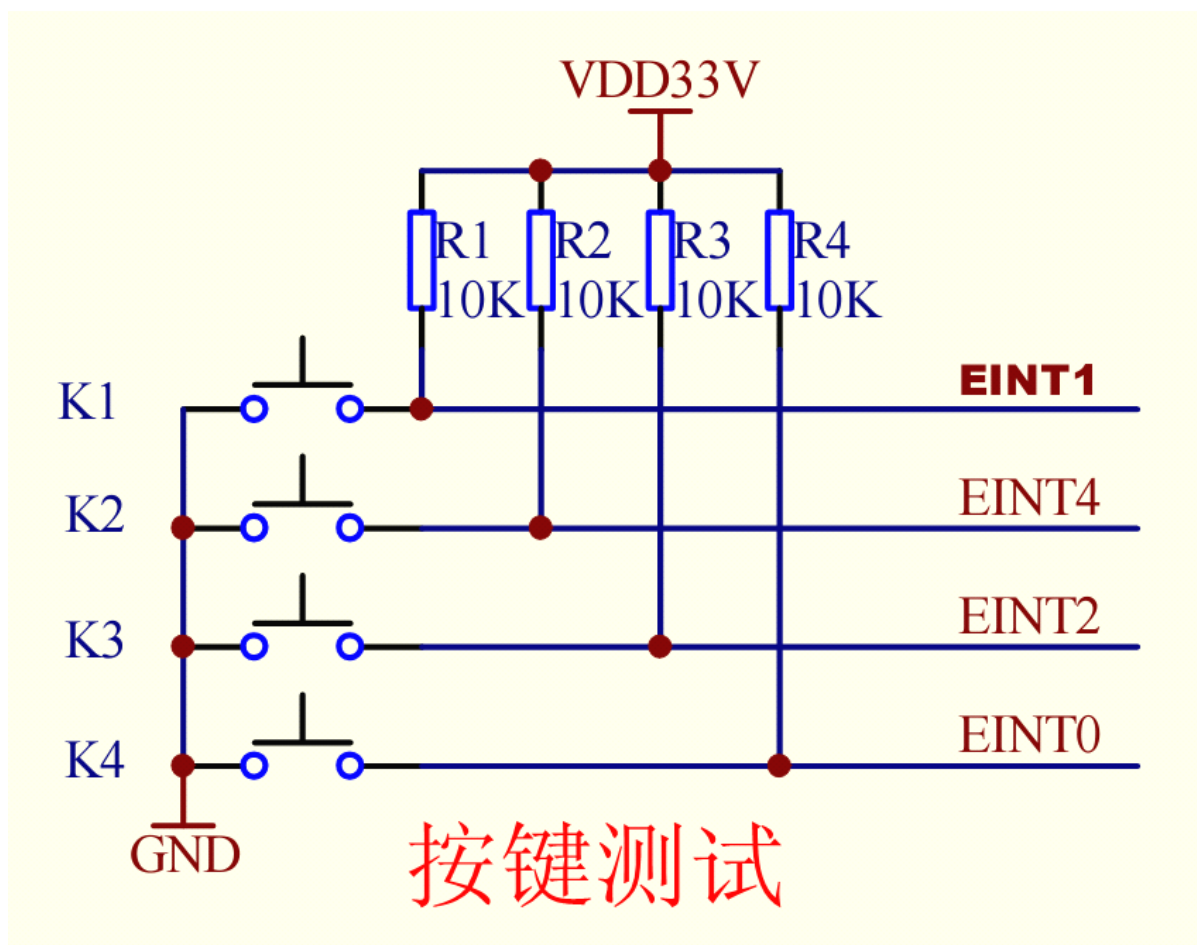 VDD33V
R1 R2 R3 R4
10K 10K 10K 10K
K1 EINT1
K2 EINT4
K3 EINT2
K4 EINT0
GND
按键测试